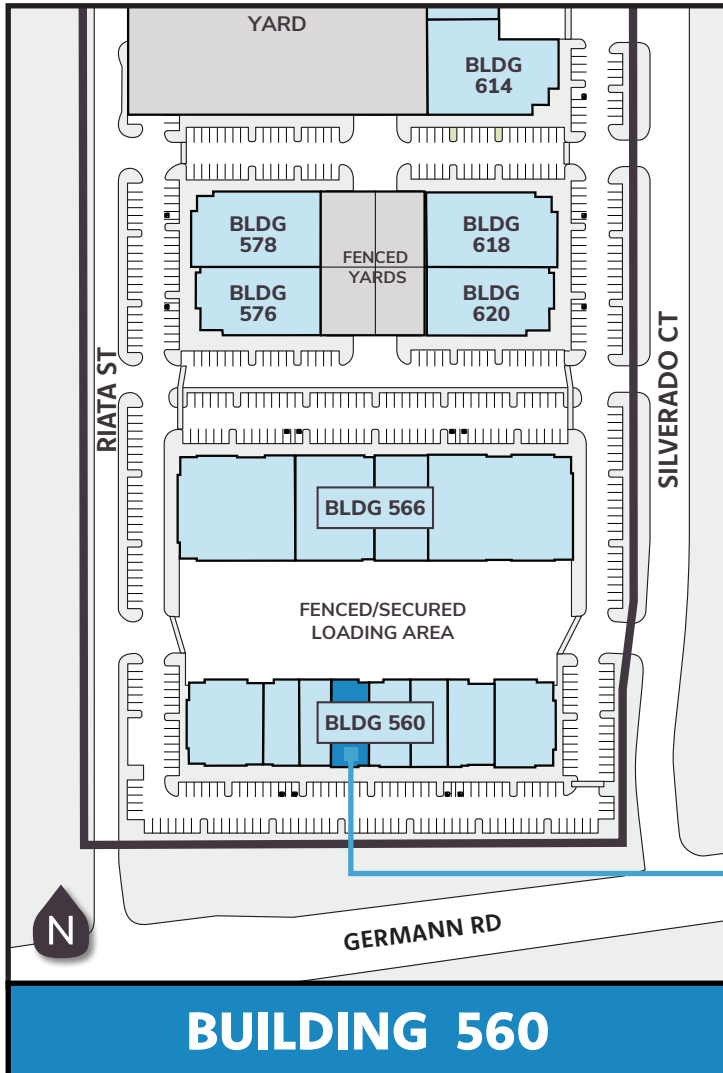 YARD
BLDG
614
BLDG
578
FENCED
YARDS
BLDG
618
BLDG
576
BLDG
620
RIATA ST
SILVERADO CT
BLDG 566
FENCED/SECURED
LOADING AREA
BLDG 560
N
GERMANN RD
BUILDING 560